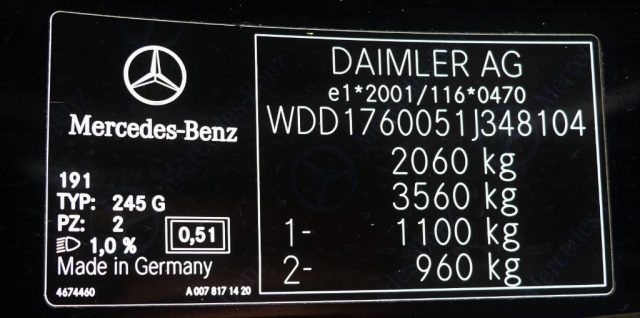 Mercedes-Benz
191
TYP: 245 G
PZ: 2
1,0 %
0,51
Made in Germany
4674460
A 007 817 14 20
DAIMLER AG
e1*2001/116*0470
WDD1760051J348104
2060 kg
3560 kg
1- 1100 kg
2- 960 kg